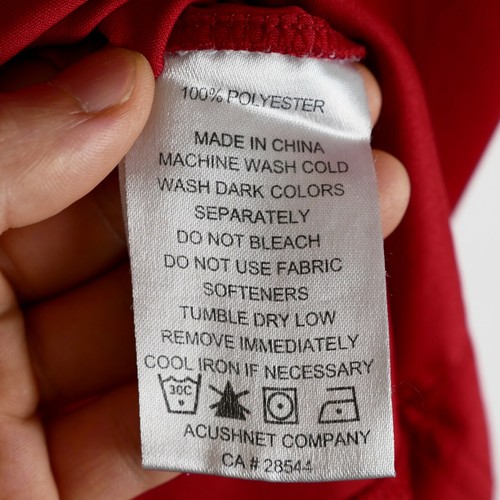 100% POLYESTER
MADE IN CHINA
MACHINE WASH COLD
WASH DARK COLORS
SEPARATELY
DO NOT BLEACH
DO NOT USE FABRIC
SOFTENERS
TUMBLE DRY LOW
REMOVE IMMEDIATELY
COOL IRON IF NECESSARY
30C
ACUSHNET COMPANY
CA # 28544